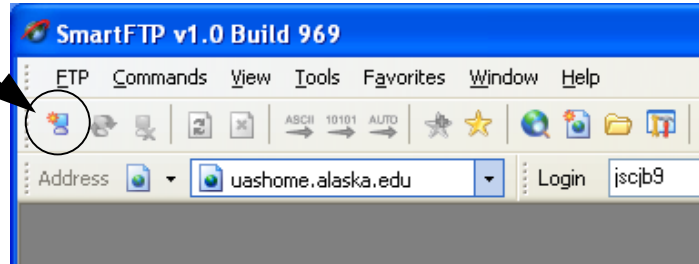 SmartFTP v1.0 Build 969
FTP Commands View Tools Favorites Window Help
ASCII 10101 AUTO
Address uashome.alaska.edu Login jscjb9